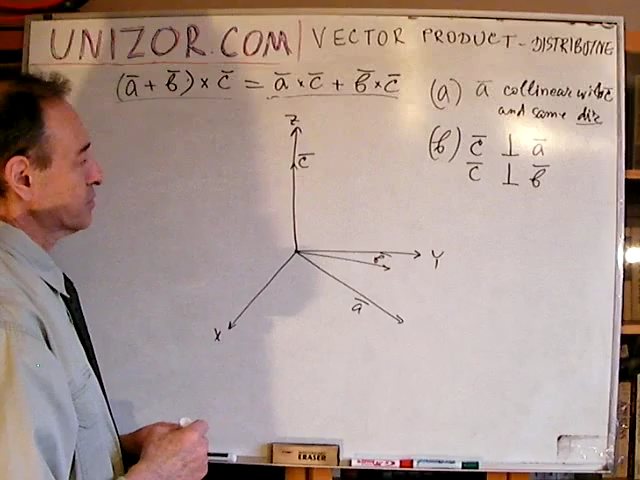 UNIZOR.COM | VECTOR PRODUCT - DISTRIBUTIVE
(ā + b̄) × c̄ = ā × c̄ + b̄ × c̄
(a) ā collinear with c̄
and same dir
(b) c̄ ⊥ ā
c̄ ⊥ b̄
Z
c̄
Y
ā
X
ERASER